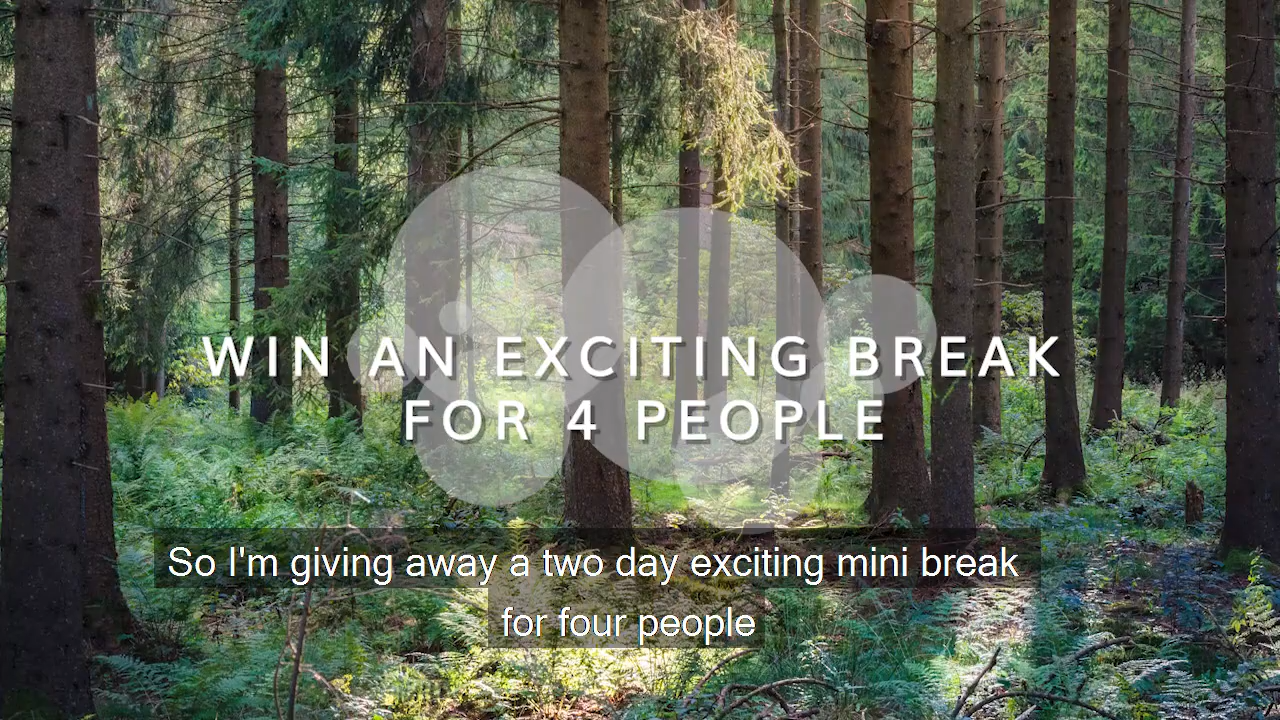 WIN AN EXCITING BREAK
FOR 4 PEOPLE
So I'm giving away a two day exciting mini break
for four people